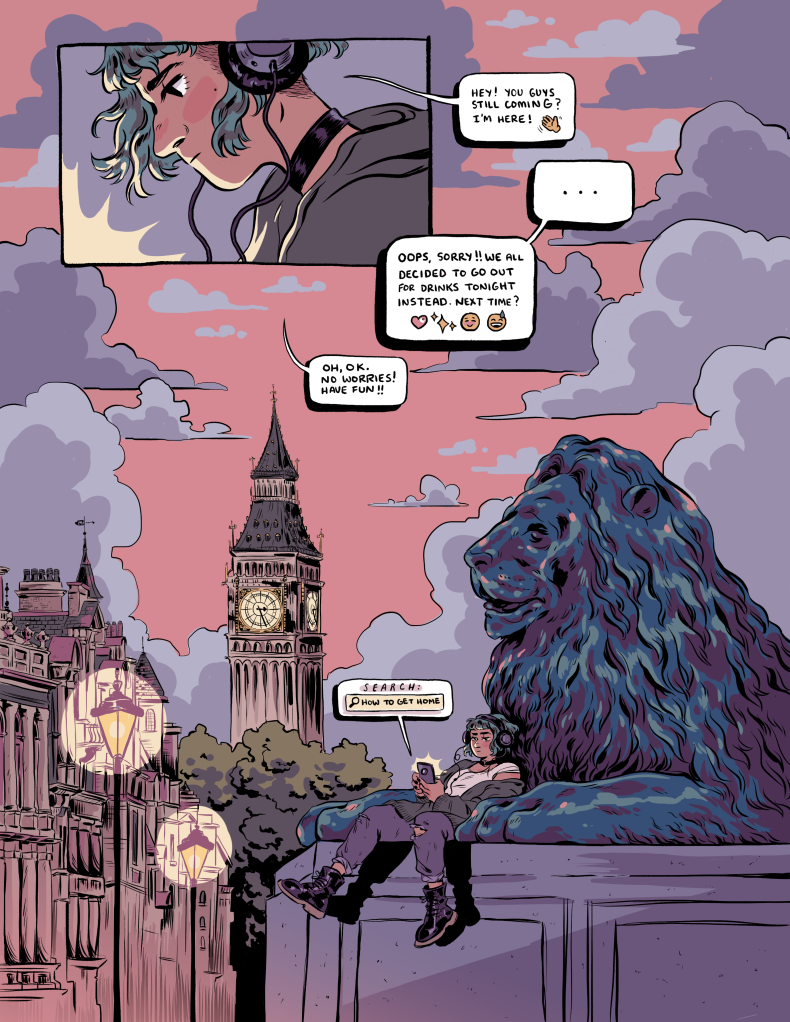 HEY! YOU GUYS
STILL COMING?
I'M HERE! 👋
...
OOPS, SORRY!! WE ALL
DECIDED TO GO OUT
FOR DRINKS TONIGHT
INSTEAD. NEXT TIME?
OH, OK.
NO WORRIES!
HAVE FUN!!
SEARCH:
HOW TO GET HOME